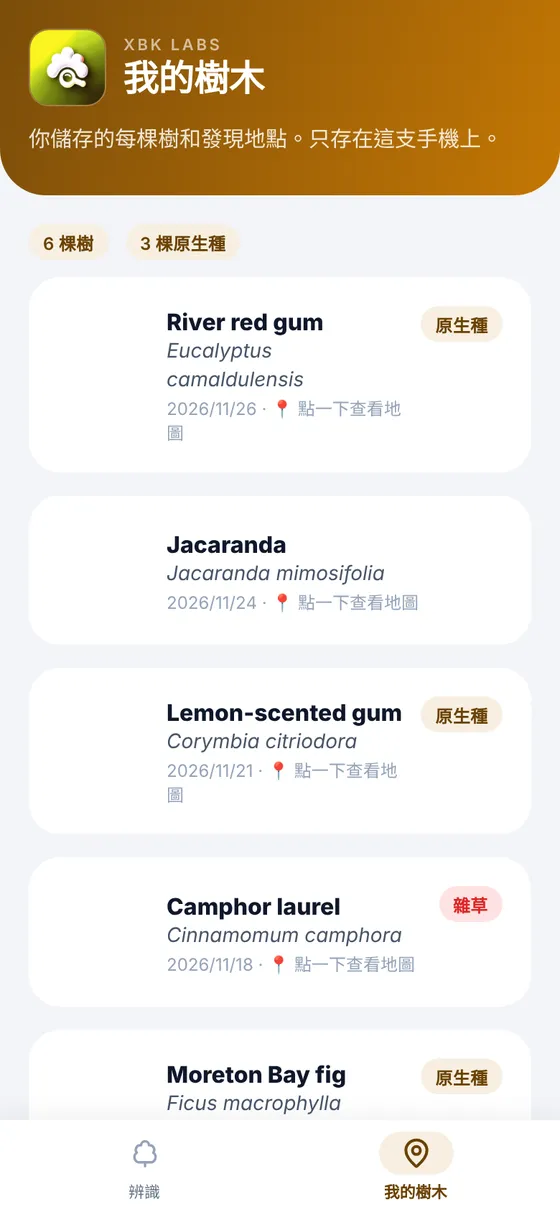 XBK LABS
我的樹木
你儲存的每棵樹和發現地點。只存在這支手機上。
6 棵樹
3 棵原生種
River red gum
原生種
Eucalyptus
camaldulensis
2026/11/26 · 📍 點一下查看地
圖
Jacaranda
Jacaranda mimosifolia
2026/11/24 · 📍 點一下查看地圖
Lemon-scented gum
原生種
Corymbia citriodora
2026/11/21 · 📍 點一下查看地
圖
Camphor laurel
雜草
Cinnamomum camphora
2026/11/18 · 📍 點一下查看地圖
Moreton Bay fig
原生種
Ficus macrophylla
辨識
我的樹木